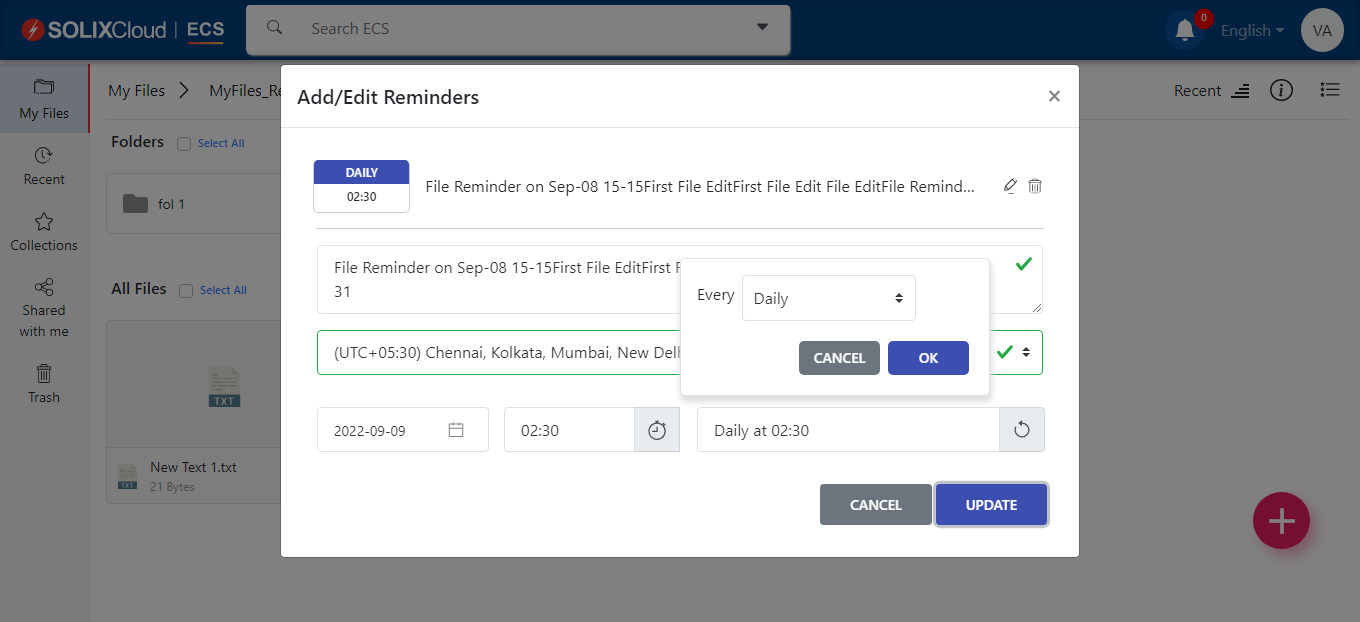 SOLIXCloud | ECS
Search ECS
0
English
VA
My Files
Recent
Collections
Shared
with me
Trash
My Files
MyFiles_Re
Recent
Folders
Select All
fol 1
All Files
Select All
TXT
TXT
New Text 1.txt
21 Bytes
Add/Edit Reminders
×
DAILY
02:30
File Reminder on Sep-08 15-15First File EditFirst File Edit File EditFile Remind...
File Reminder on Sep-08 15-15First File EditFirst F
31
(UTC+05:30) Chennai, Kolkata, Mumbai, New Delh
Every
Daily
CANCEL
OK
2022-09-09
02:30
Daily at 02:30
CANCEL
UPDATE